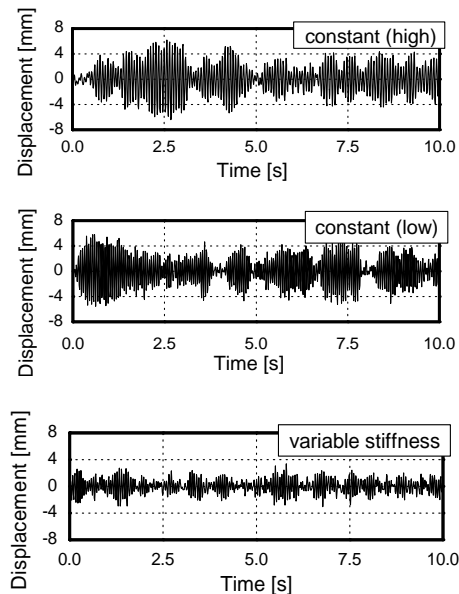 constant (high)
Displacement [mm]
8
4
0
-4
-8
0.0 2.5 5.0 7.5 10.0
Time [s]
constant (low)
Displacement [mm]
8
4
0
-4
-8
0.0 2.5 5.0 7.5 10.0
Time [s]
variable stiffness
Displacement [mm]
8
4
0
-4
-8
0.0 2.5 5.0 7.5 10.0
Time [s]